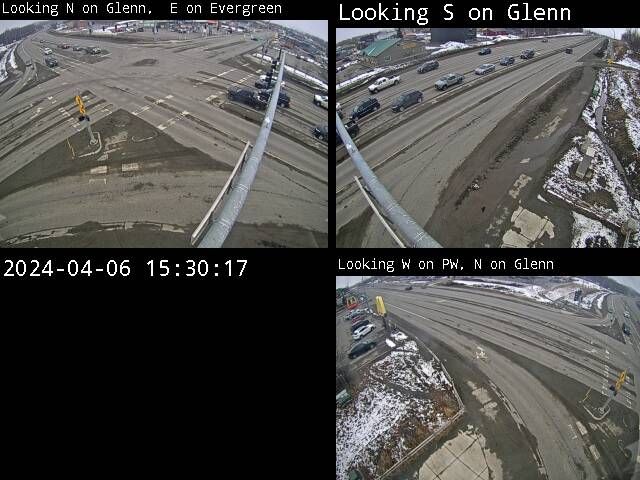 Looking N on Glenn,  E on Evergreen
Looking S on Glenn
2024-04-06 15:30:17
Looking W on PW, N on Glenn